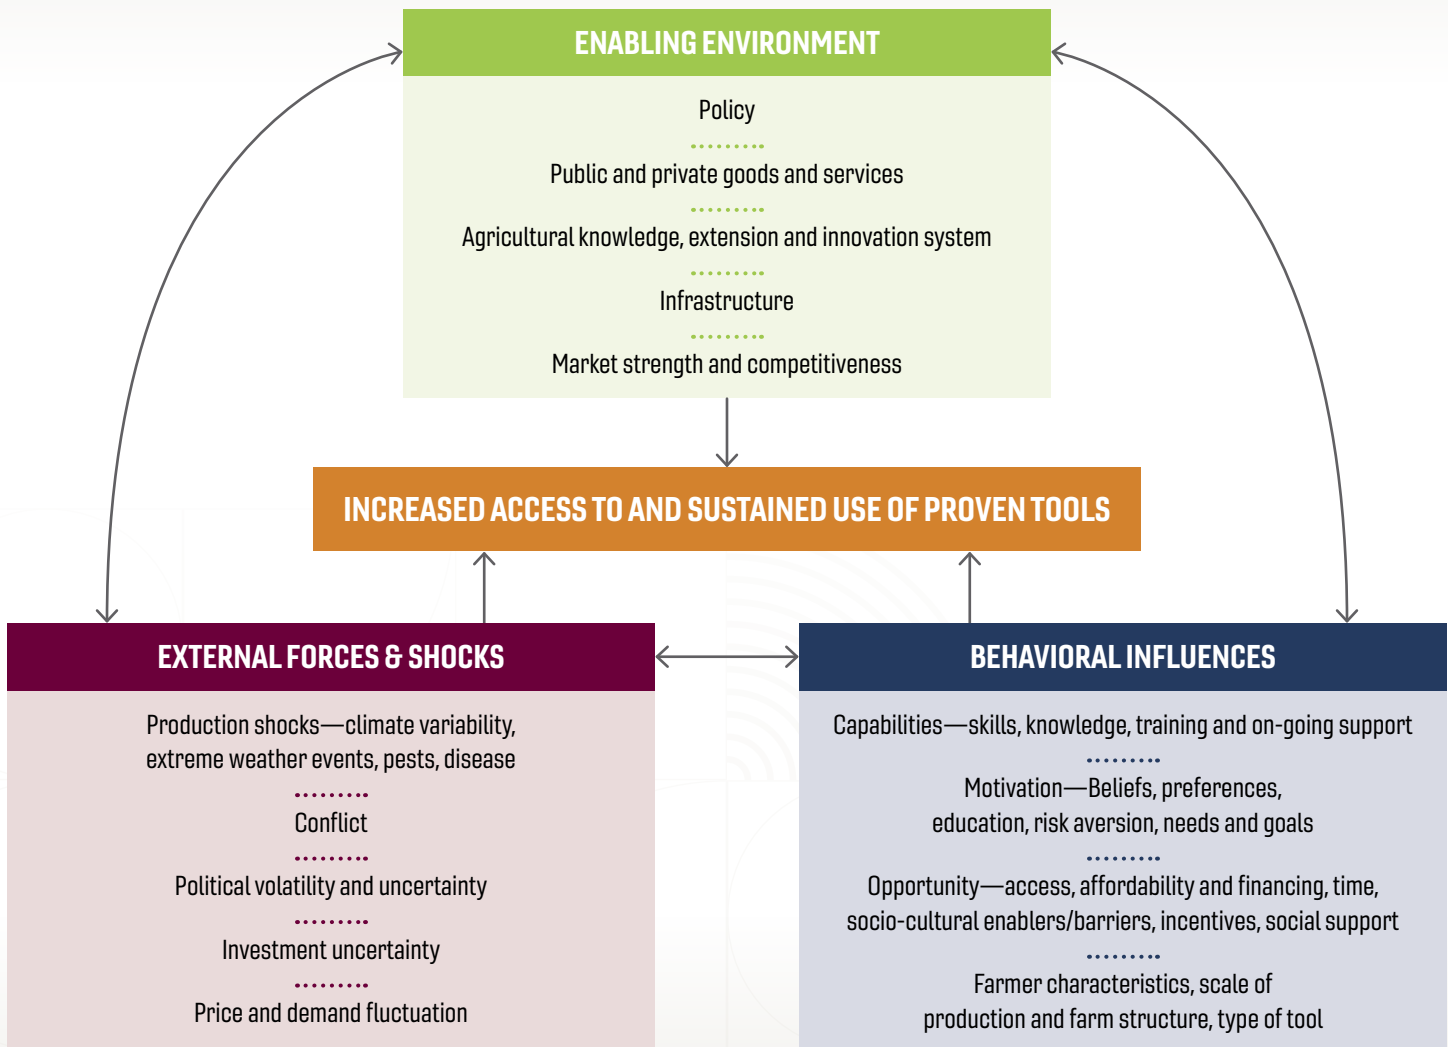 ENABLING ENVIRONMENT
Policy
Public and private goods and services
Agricultural knowledge, extension and innovation system
Infrastructure
Market strength and competitiveness
INCREASED ACCESS TO AND SUSTAINED USE OF PROVEN TOOLS
EXTERNAL FORCES & SHOCKS
Production shocks—climate variability,
extreme weather events, pests, disease
Conflict
Political volatility and uncertainty
Investment uncertainty
Price and demand fluctuation
BEHAVIORAL INFLUENCES
Capabilities—skills, knowledge, training and on-going support
Motivation—Beliefs, preferences,
education, risk aversion, needs and goals
Opportunity—access, affordability and financing, time,
socio-cultural enablers/barriers, incentives, social support
Farmer characteristics, scale of
production and farm structure, type of tool